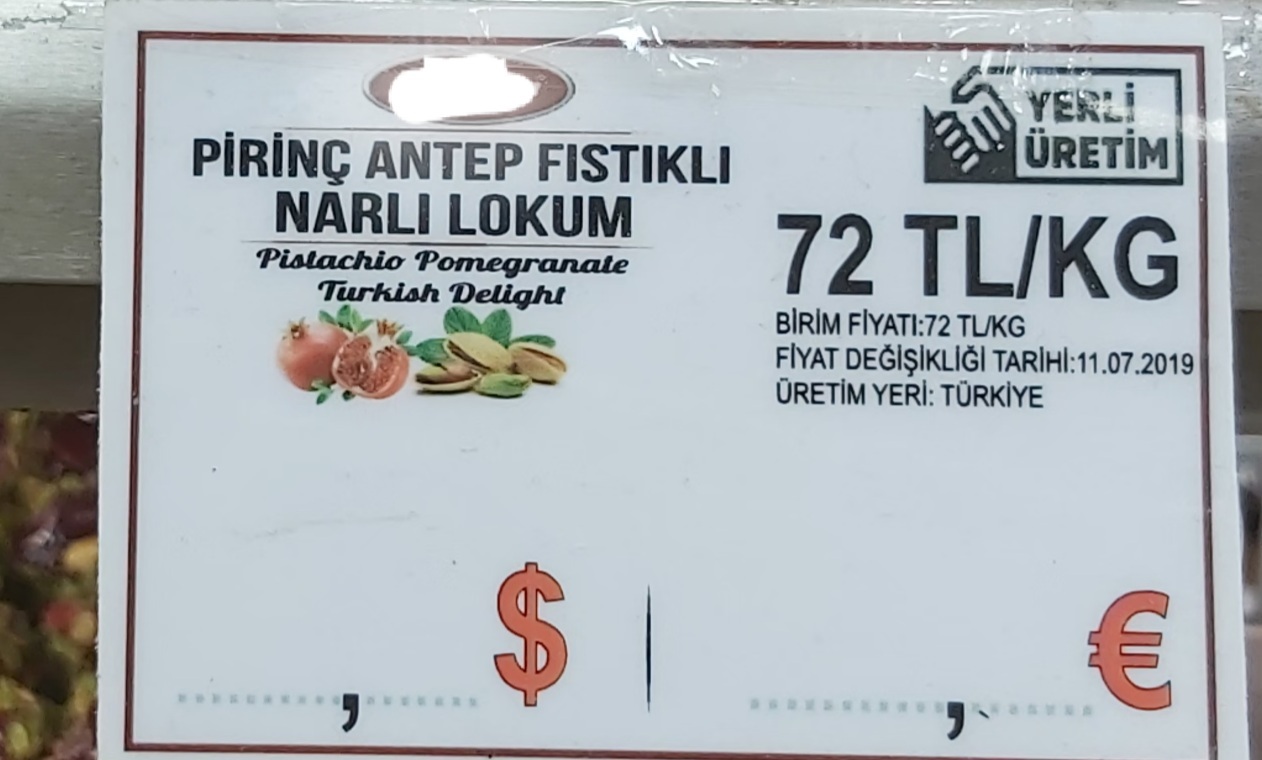 PİRİNÇ ANTEP FISTIKLI
NARLI LOKUM
Pistachio Pomegranate
Turkish Delight
YERLİ
ÜRETİM
72 TL/KG
BİRİM FİYATI:72 TL/KG
FİYAT DEĞİŞİKLİĞİ TARİHİ:11.07.2019
ÜRETİM YERİ: TÜRKİYE
, $
, €